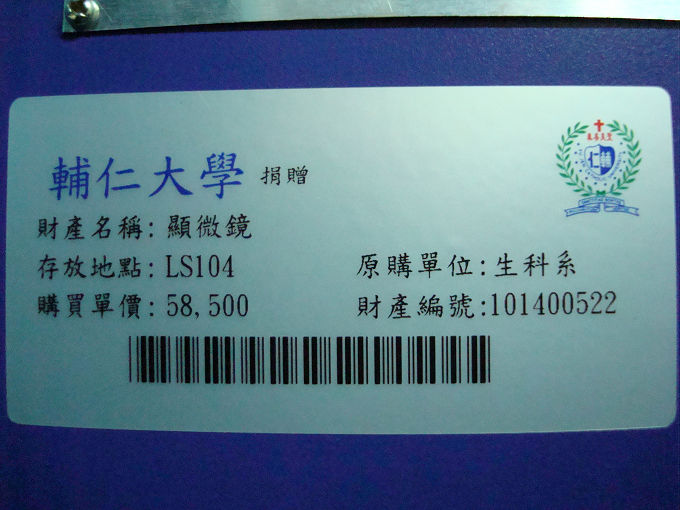 輔仁大學 捐贈
財產名稱: 顯微鏡
存放地點: LS104 原購單位: 生科系
購買單價: 58,500 財產編號:101400522